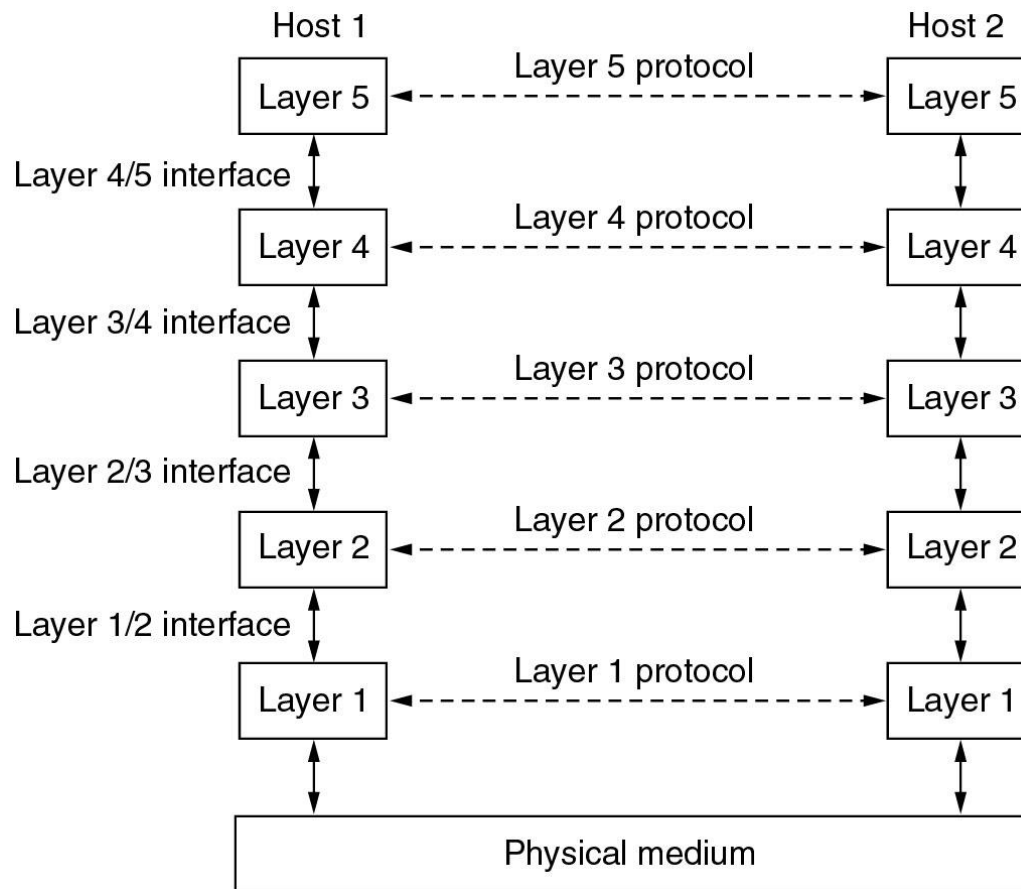 Host 1
Host 2
Layer 5
Layer 5 protocol
Layer 5
Layer 4/5 interface
Layer 4
Layer 4 protocol
Layer 4
Layer 3/4 interface
Layer 3
Layer 3 protocol
Layer 3
Layer 2/3 interface
Layer 2
Layer 2 protocol
Layer 2
Layer 1/2 interface
Layer 1
Layer 1 protocol
Layer 1
Physical medium